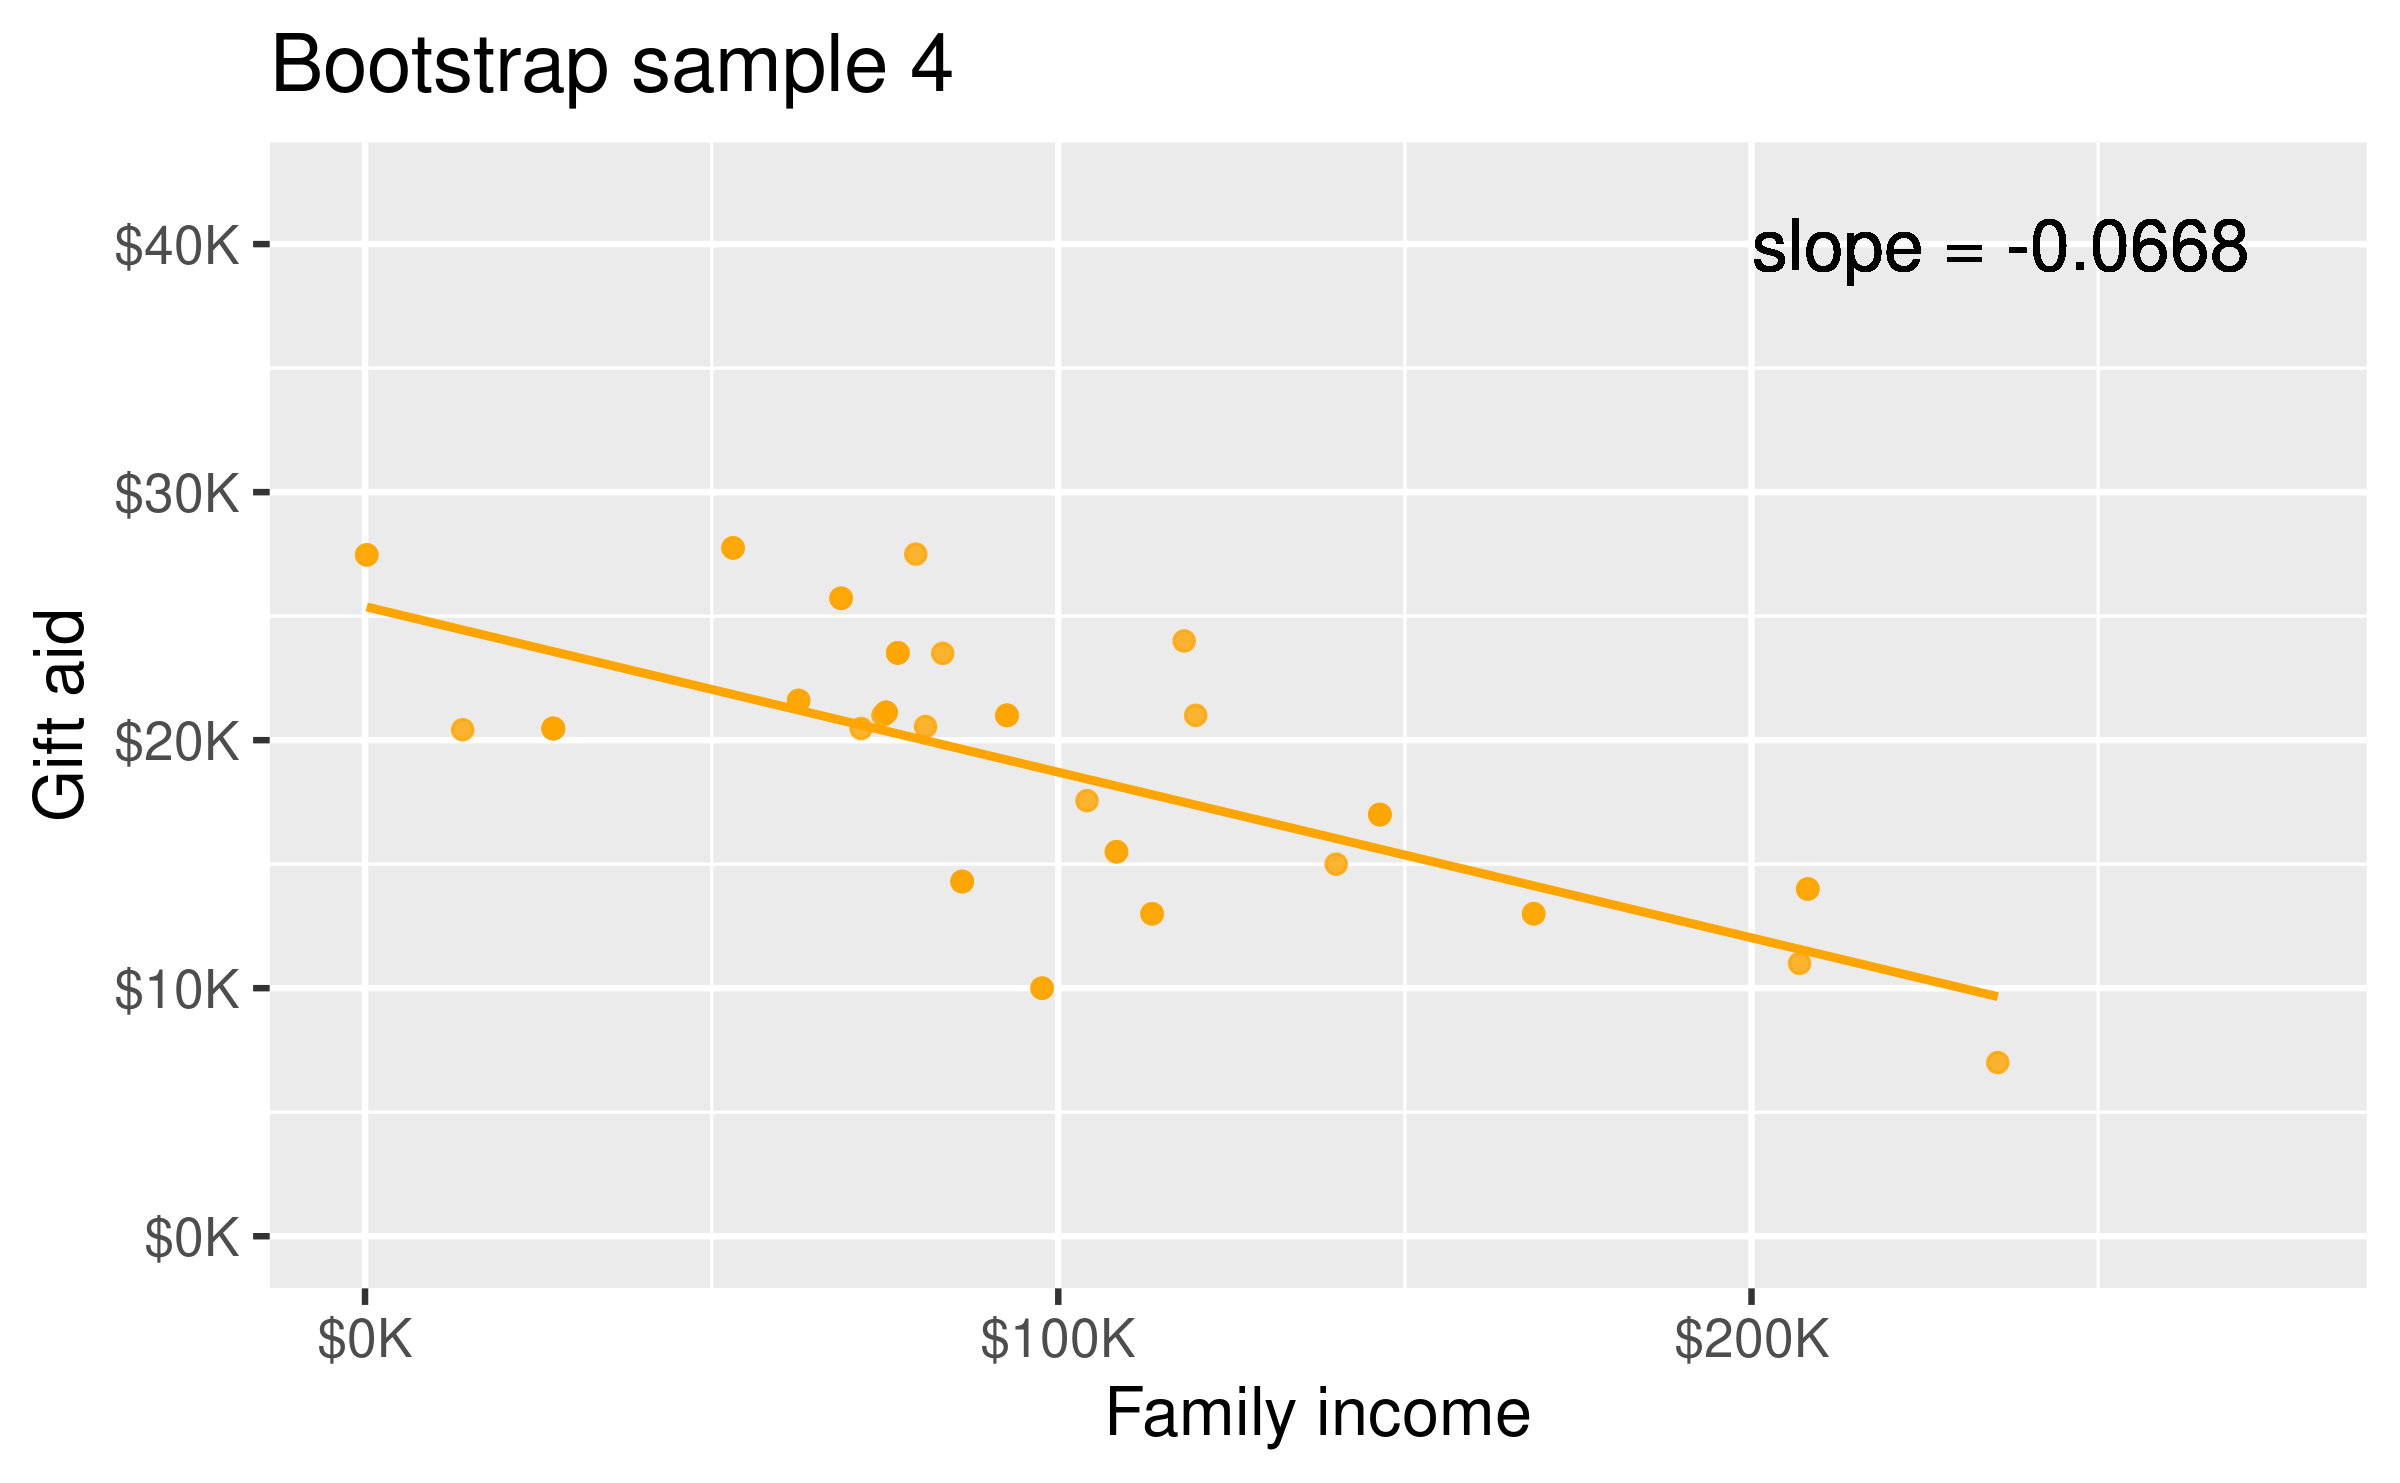 Bootstrap sample 4
slope = -0.0668
Gift aid
$40K
$30K
$20K
$10K
$0K
$0K
$100K
$200K
Family income